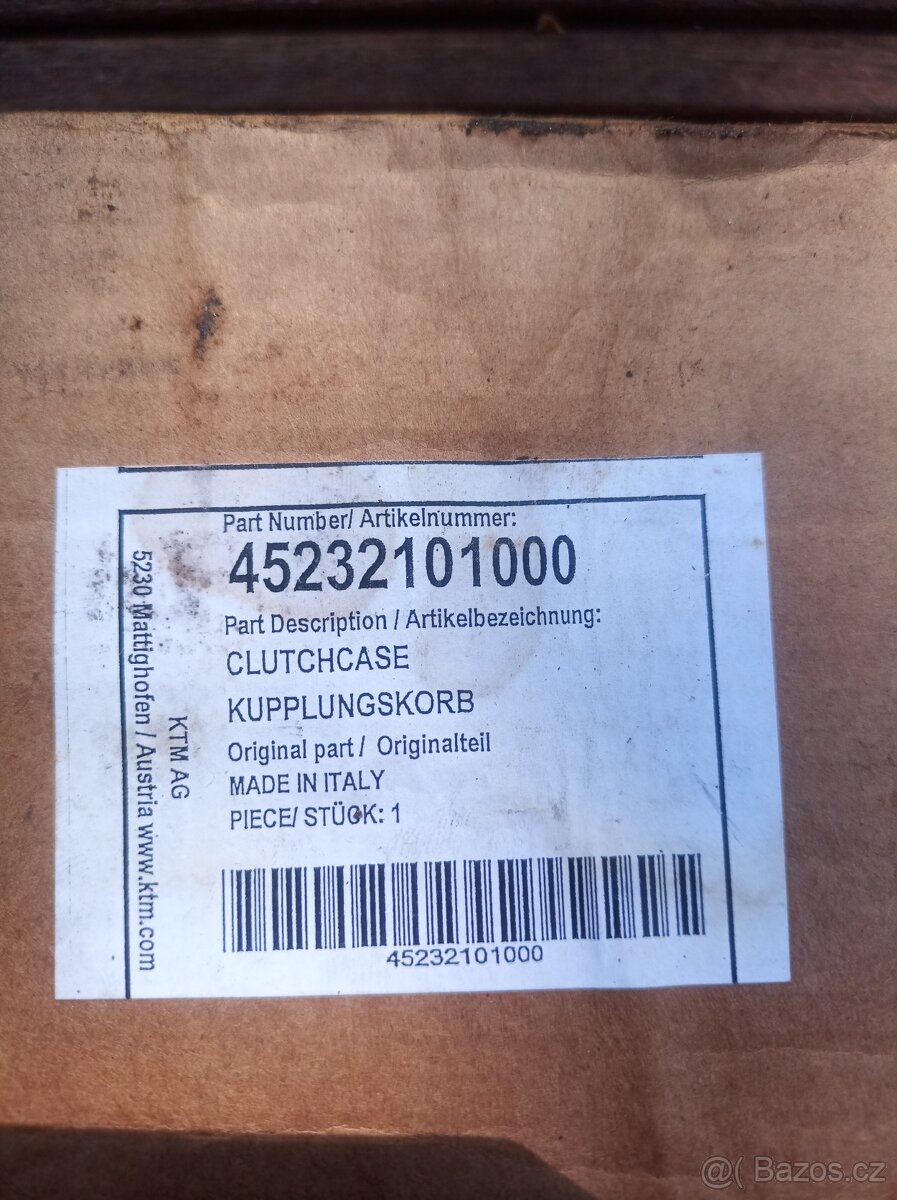 Part Number/ Artikelnummer:
45232101000
Part Description / Artikelbezeichnung:
CLUTCHCASE
KUPPLUNGSKORB
Original part / Originalteil
MADE IN ITALY
PIECE/ STÜCK: 1
45232101000
KTM AG
5230 Mattighofen / Austria www.ktm.com
@( Bazos.cz